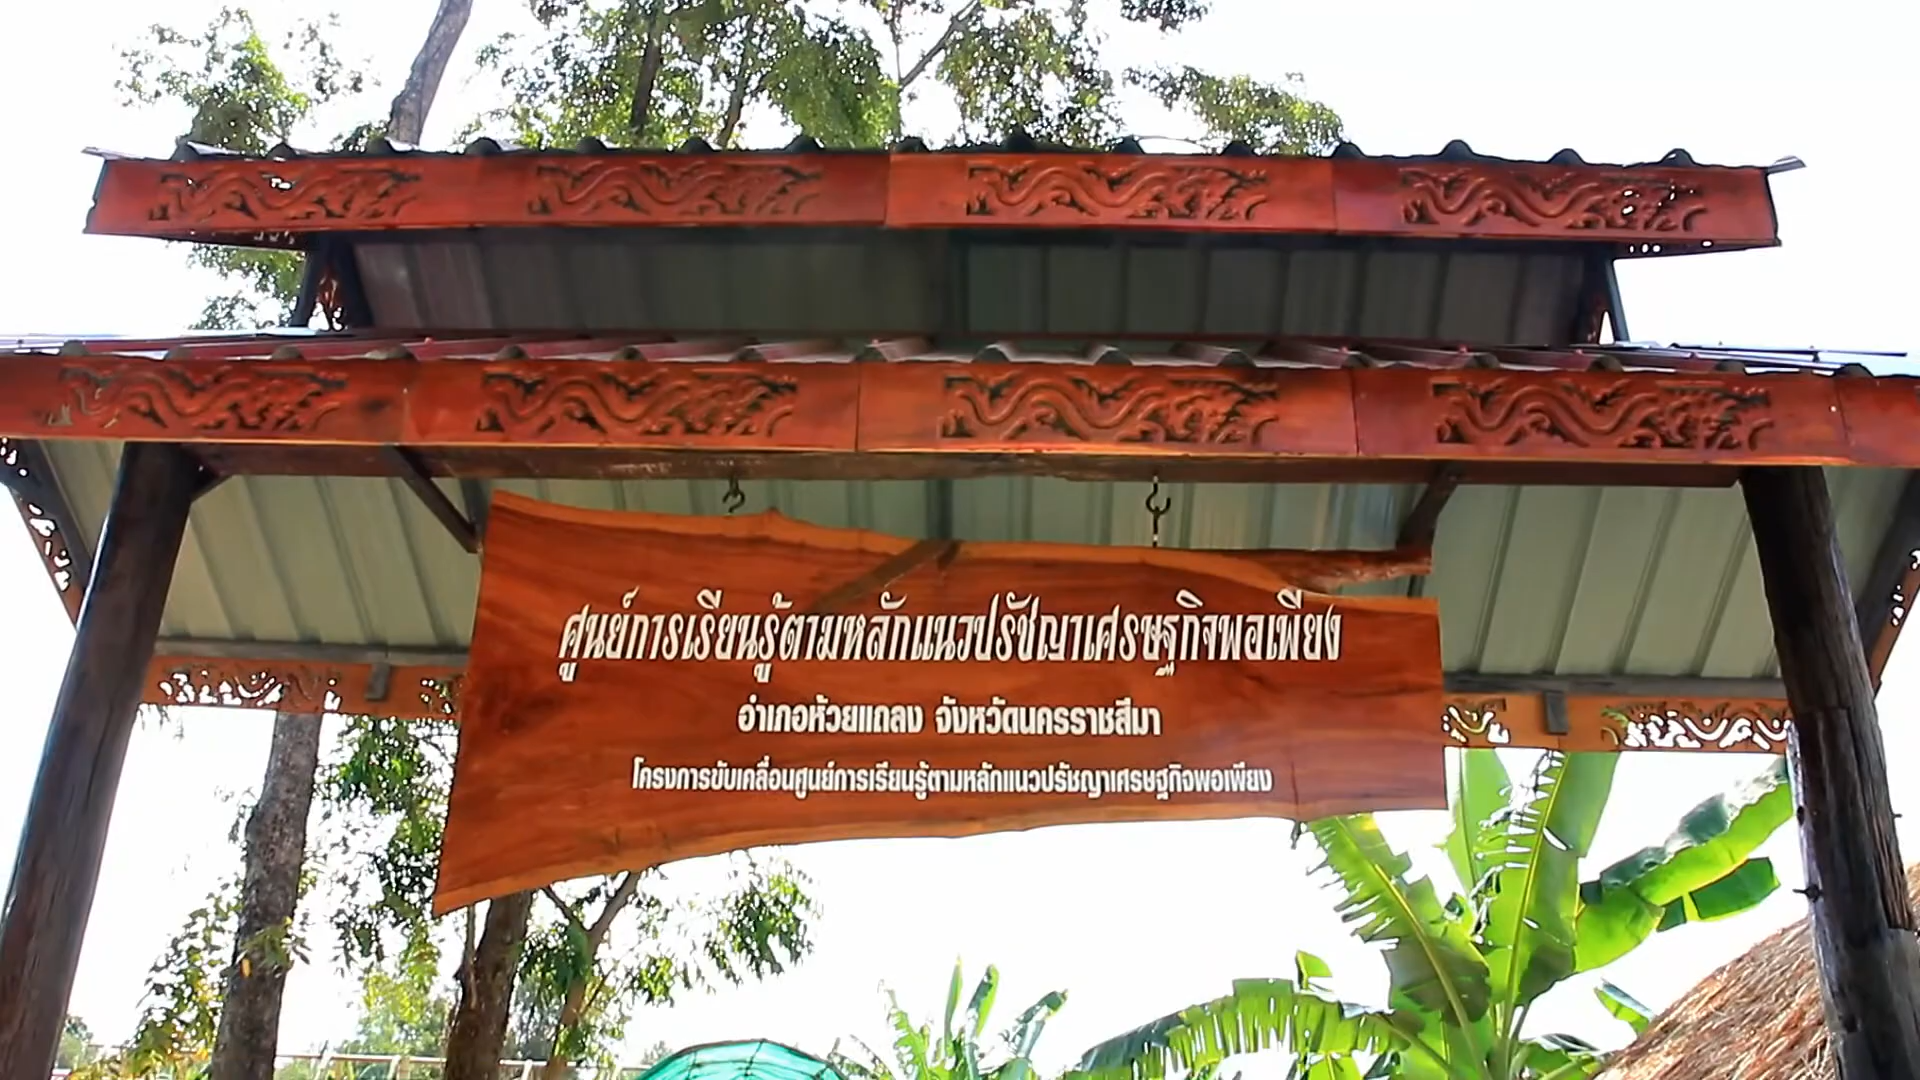 ศูนย์การเรียนรู้ตามหลักแนวปรัชญาเศรษฐกิจพอเพียง
อำเภอห้วยแถลง จังหวัดนครราชสีมา
โครงการขับเคลื่อนศูนย์การเรียนรู้ตามหลักแนวปรัชญาเศรษฐกิจพอเพียง